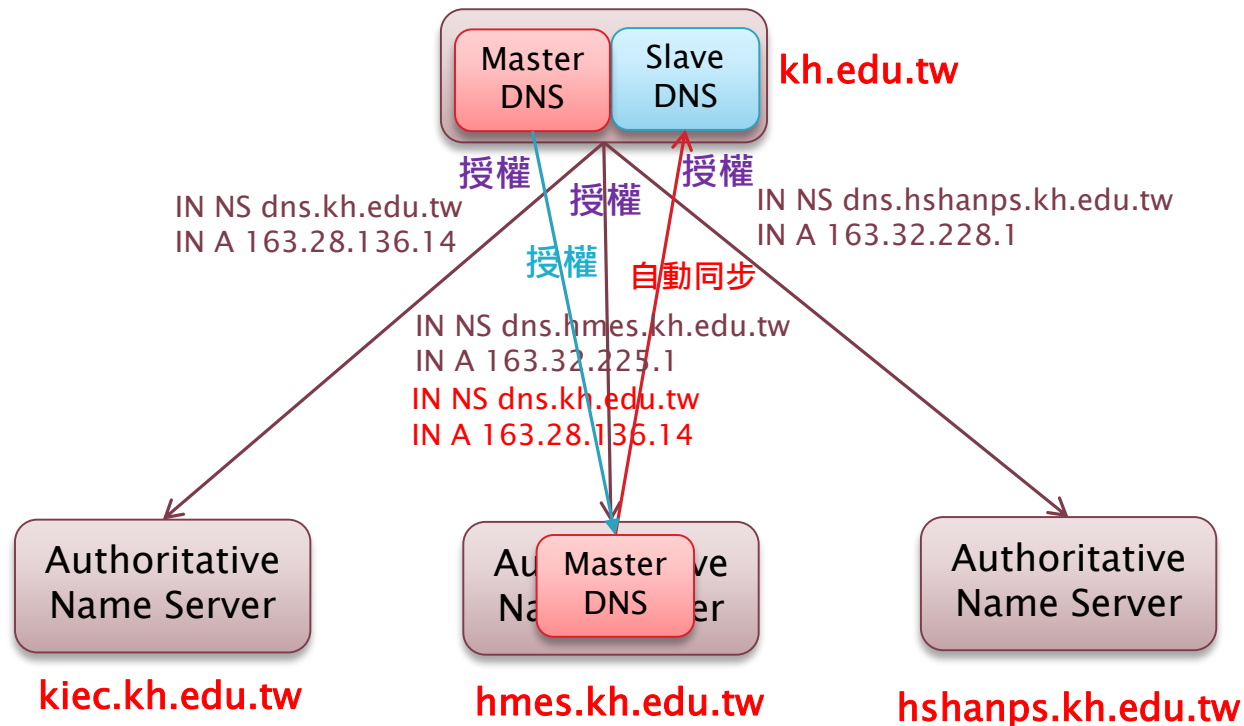 Master
DNS
Slave
DNS
kh.edu.tw
授權
授權
授權
IN NS dns.kh.edu.tw
IN A 163.28.136.14
IN NS dns.hshanps.kh.edu.tw
IN A 163.32.228.1
授權
自動同步
IN NS dns.hmes.kh.edu.tw
IN A 163.32.225.1
IN NS dns.kh.edu.tw
IN A 163.28.136.14
Authoritative
Name Server
Master
DNS
Authoritative
Name Server
kiec.kh.edu.tw
hmes.kh.edu.tw
hshanps.kh.edu.tw